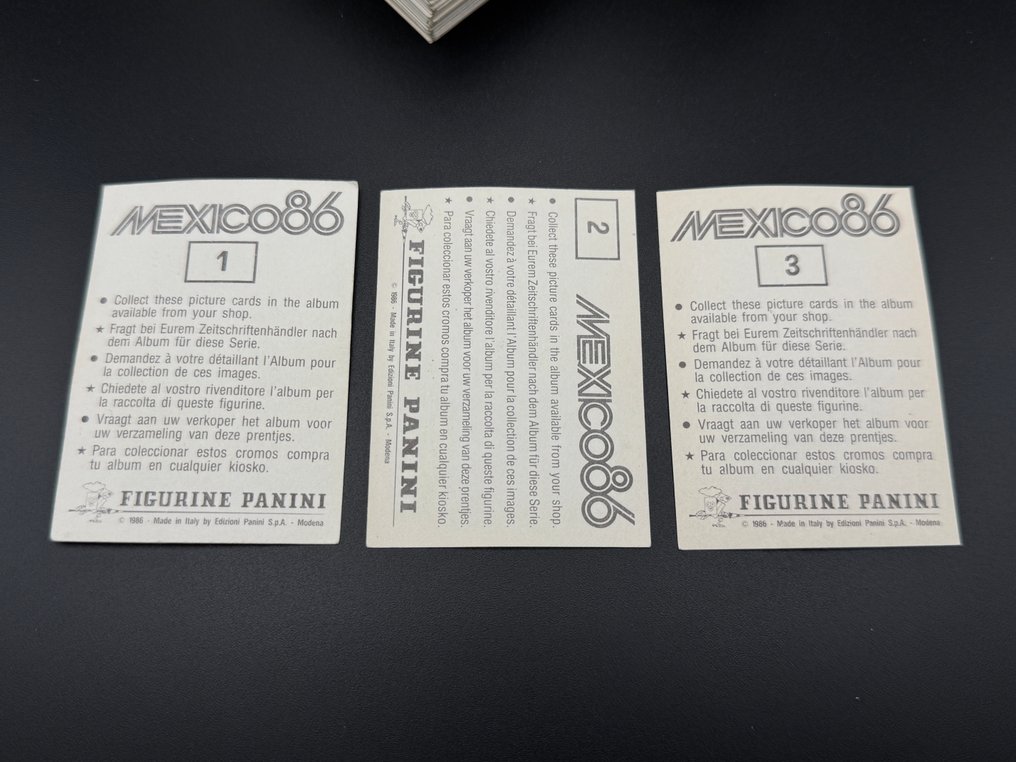 MEXICO86
1
● Collect these picture cards in the album
available from your shop.
★ Fragt bei Eurem Zeitschriftenhändler nach
dem Album für diese Serie.
● Demandez à votre détaillant l'Album pour
la collection de ces images.
★ Chiedete al vostro rivenditore l'album per
la raccolta di queste figurine.
● Vraagt aan uw verkoper het album voor
uw verzameling van deze prentjes.
★ Para coleccionar estos cromos compra
tu album en cualquier kiosko.
FIGURINE PANINI
© 1986 - Made in Italy by Edizioni Panini S.p.A. - Modena
2
MEXICO86
● Collect these picture cards in the album available from your shop.
★ Fragt bei Eurem Zeitschriftenhändler nach dem Album für diese Serie.
● Demandez à votre détaillant l'Album pour la collection de ces images.
★ Chiedete al vostro rivenditore l'album per la raccolta di queste figurine.
● Vraagt aan uw verkoper het album voor uw verzameling van deze prentjes.
★ Para coleccionar estos cromos compra tu album en cualquier kiosko.
FIGURINE PANINI
© 1986 - Made in Italy by Edizioni Panini S.p.A. - Modena
MEXICO86
3
● Collect these picture cards in the album
available from your shop.
★ Fragt bei Eurem Zeitschriftenhändler nach
dem Album für diese Serie.
● Demandez à votre détaillant l'Album pour
la collection de ces images.
★ Chiedete al vostro rivenditore l'album per
la raccolta di queste figurine.
● Vraagt aan uw verkoper het album voor
uw verzameling van deze prentjes.
★ Para coleccionar estos cromos compra
tu album en cualquier kiosko.
FIGURINE PANINI
© 1986 - Made in Italy by Edizioni Panini S.p.A. - Modena